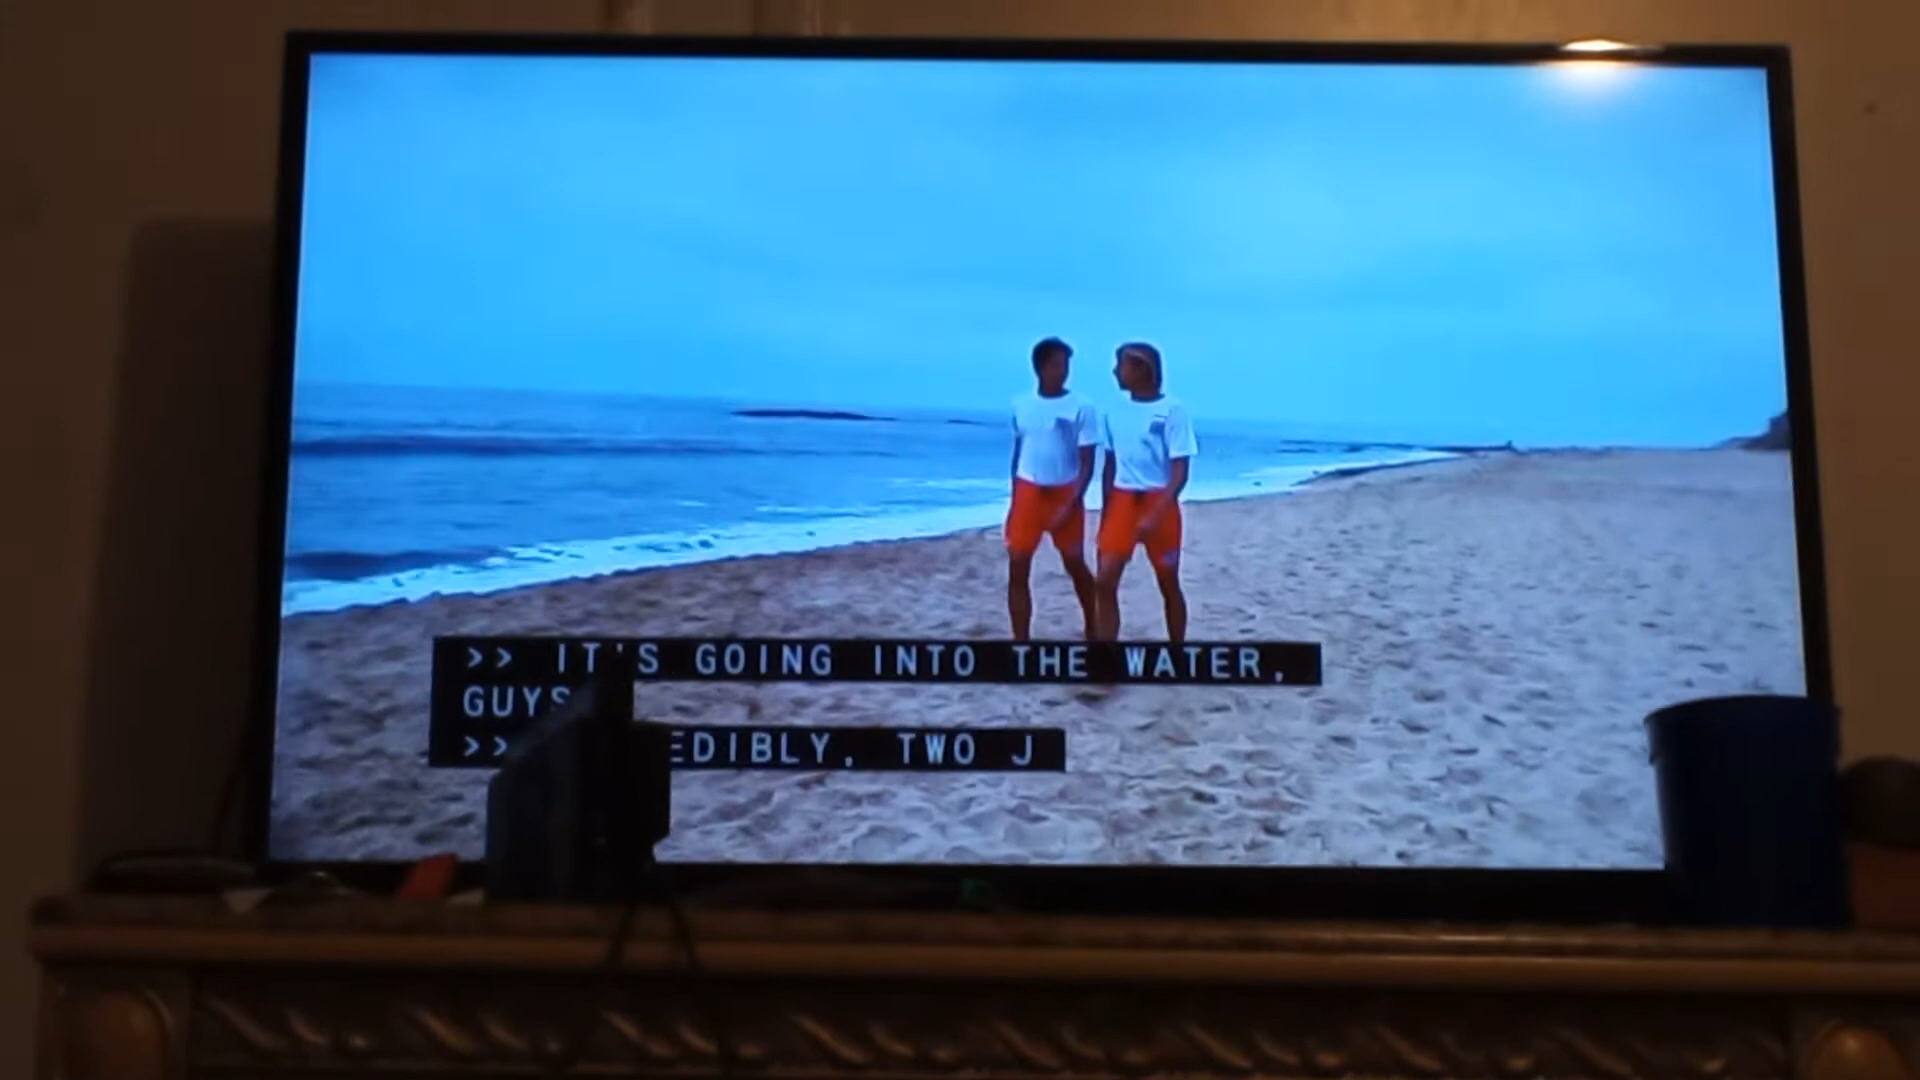 >> IT'S GOING INTO THE WATER,
GUYS
>> EDIBLY, TWO J